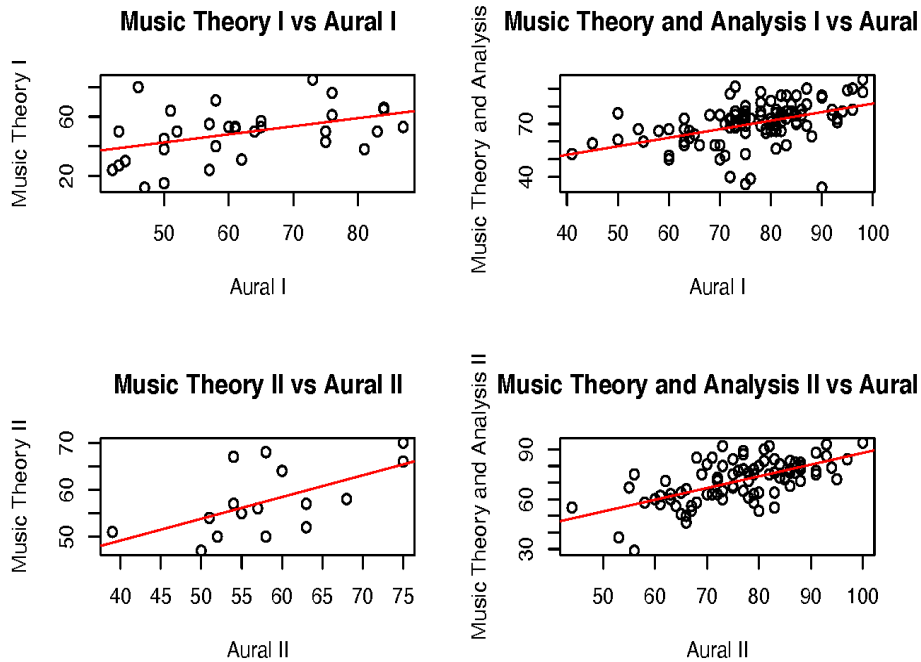 Music Theory I vs Aural I
Music Theory I
20
60
50
60
70
80
Aural I
Music Theory and Analysis I vs Aural
Music Theory and Analysis
40
70
40
50
60
70
80
90
100
Aural I
Music Theory II vs Aural II
Music Theory II
50
60
70
40
45
50
55
60
65
70
75
Aural II
Music Theory and Analysis II vs Aural
Music Theory and Analysis II
30
60
90
50
60
70
80
90
100
Aural II